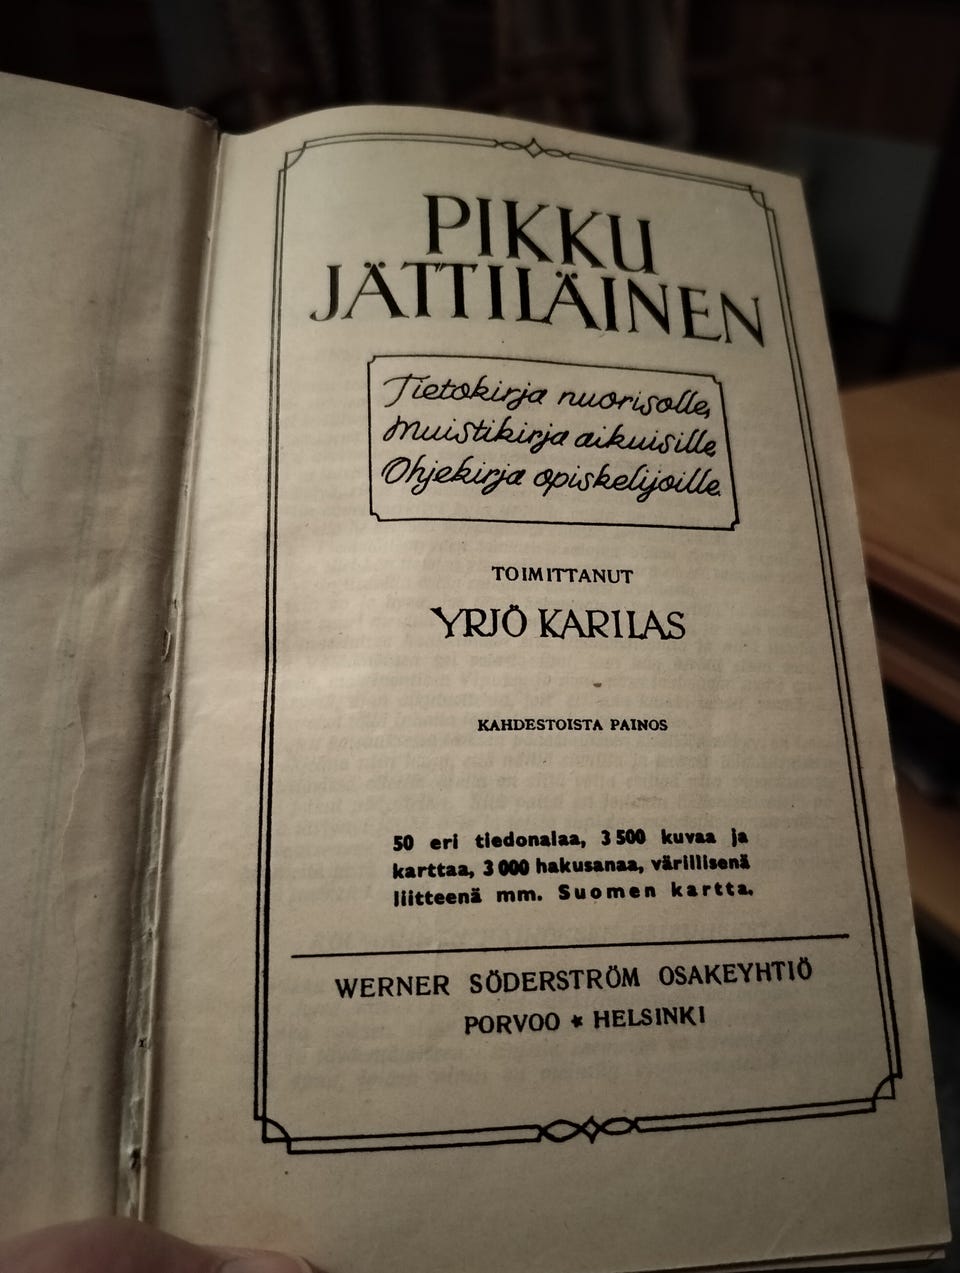 PIKKU
JÄTTILÄINEN
Tietokirja nuorisolle,
Muistikirja aikuisille
Ohjekirja opiskelijoille.
TOIMITTANUT
YRJÖ KARILAS
KAHDESTOISTA PAINOS
50 eri tiedonalaa, 3 500 kuvaa ja
karttaa, 3 000 hakusanaa, värillisenä
liitteenä mm. Suomen kartta.
WERNER SÖDERSTRÖM OSAKEYHTIÖ
PORVOO * HELSINKI